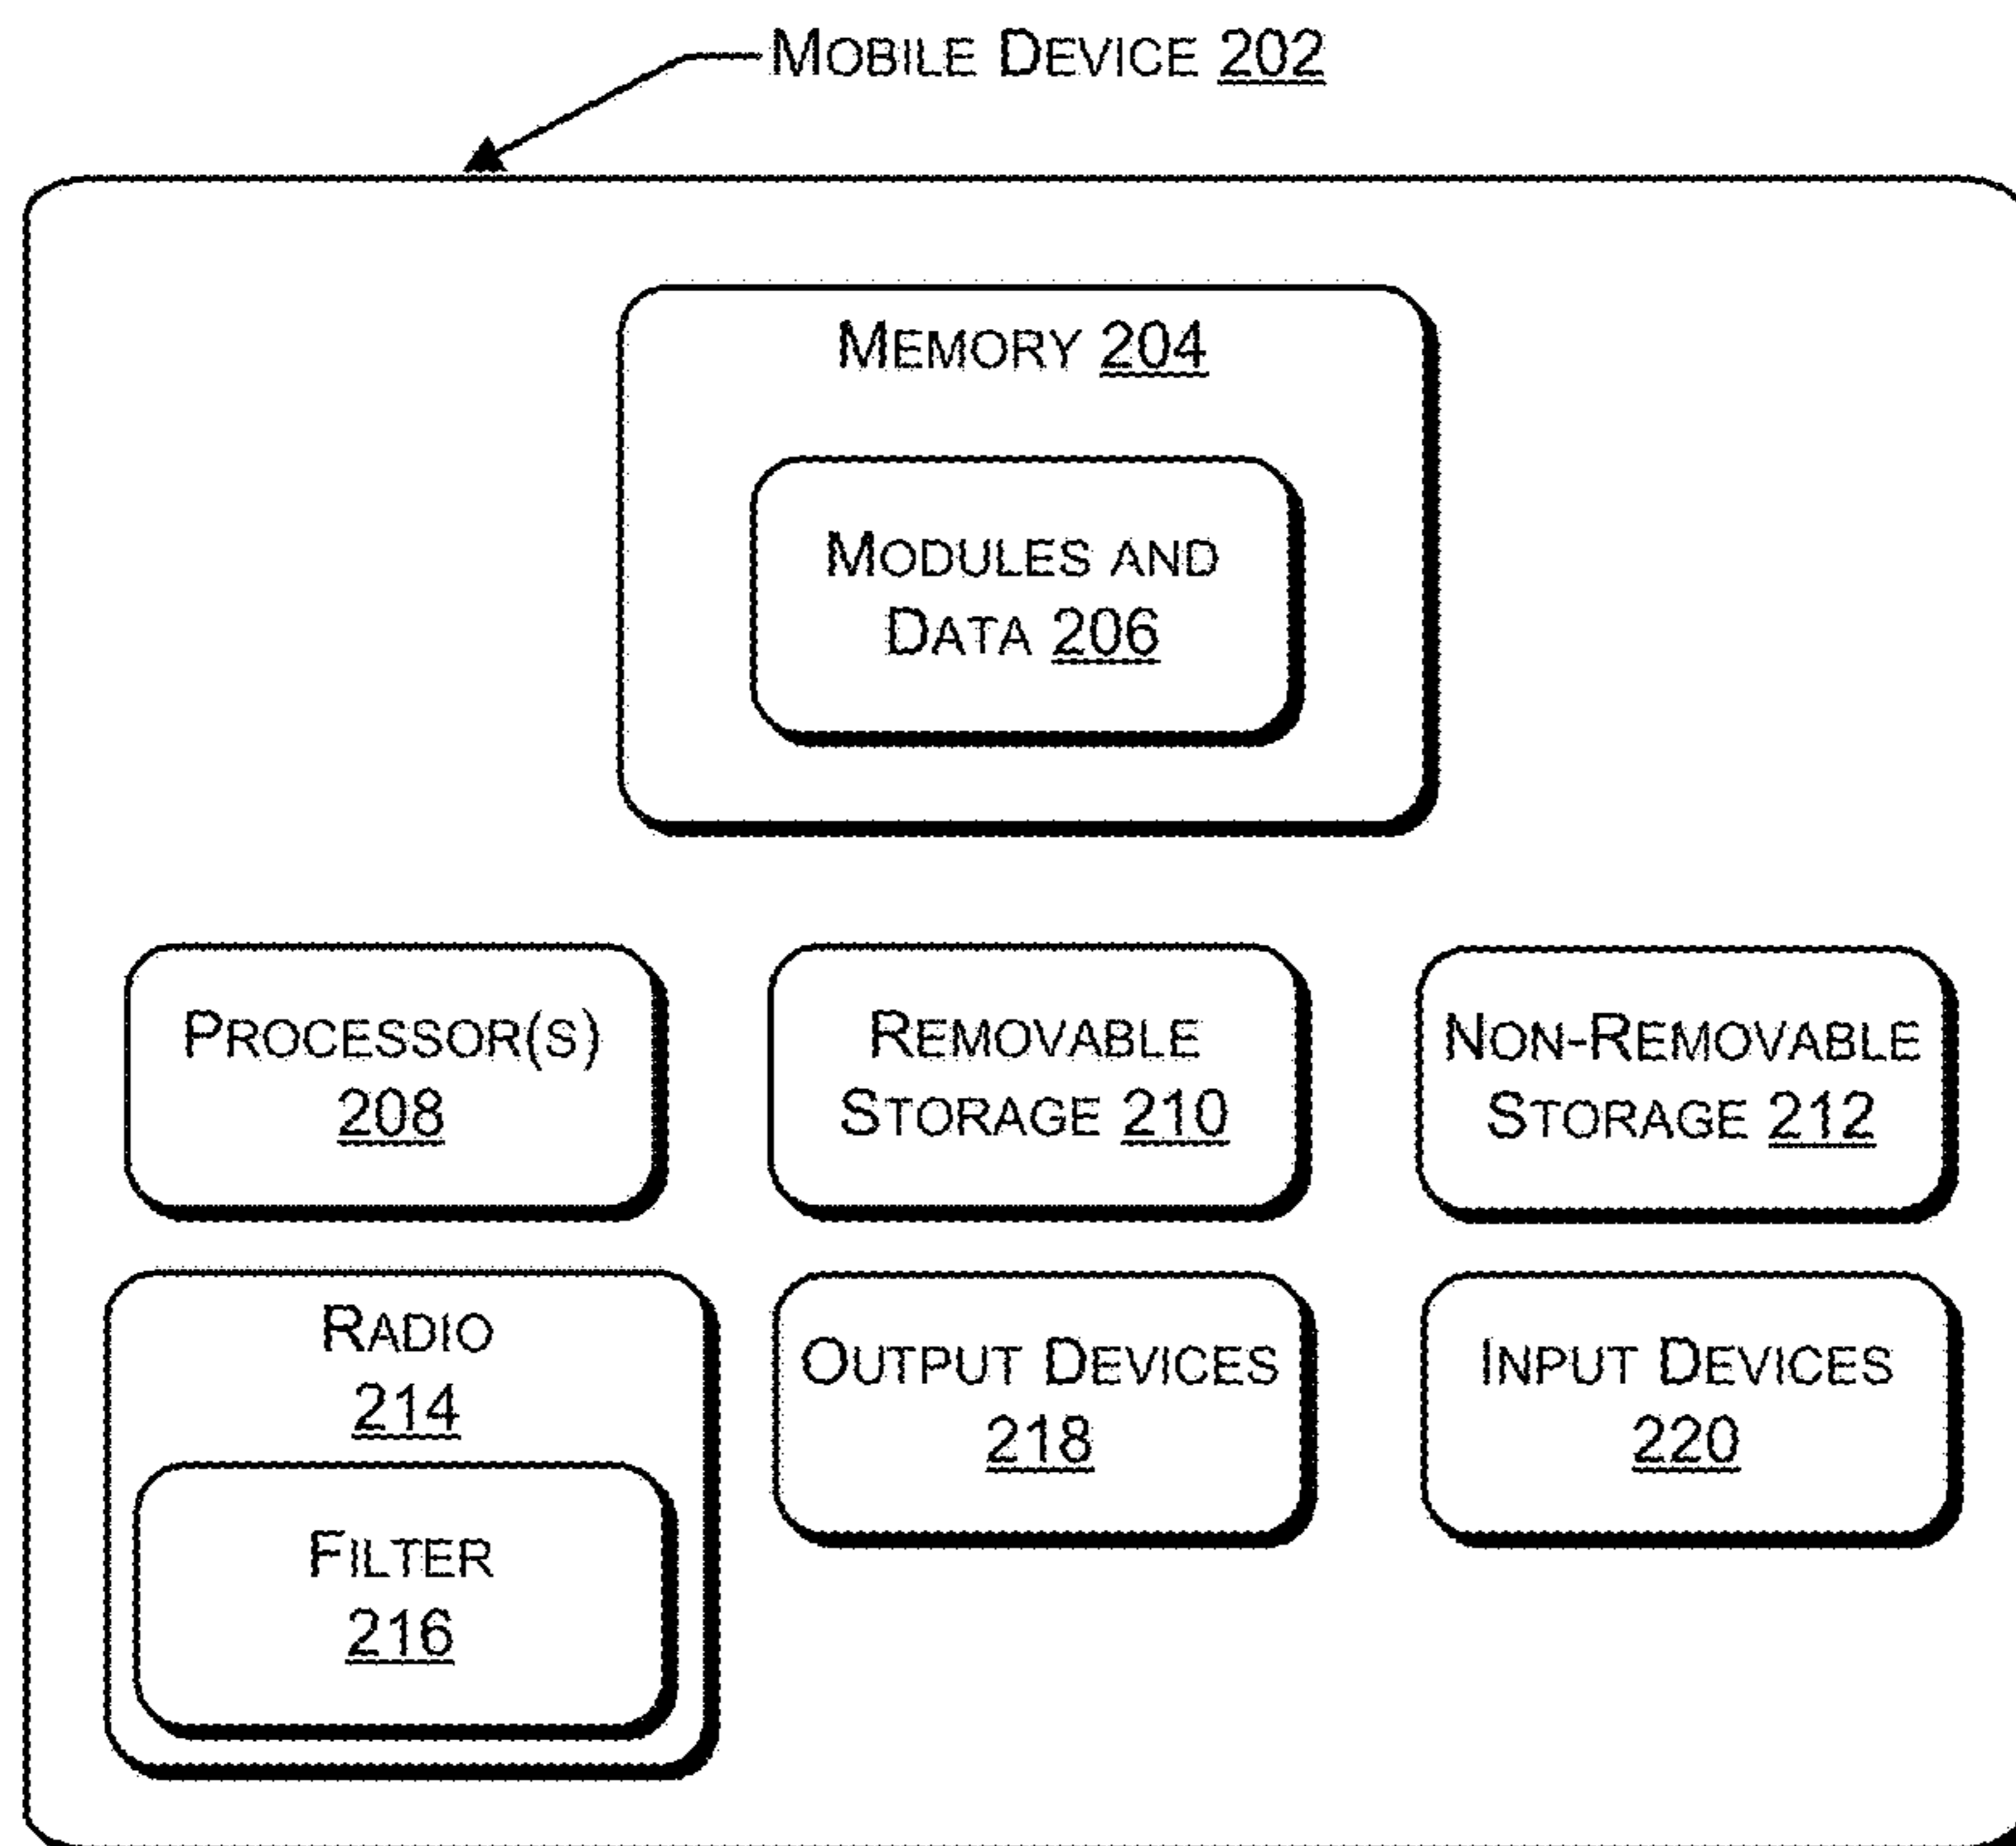 MOBILE DEVICE 202
MEMORY 204
MODULES AND
DATA 206
PROCESSOR(S)
208
REMOVABLE
STORAGE 210
NON-REMOVABLE
STORAGE 212
RADIO
214
FILTER
216
OUTPUT DEVICES
218
INPUT DEVICES
220